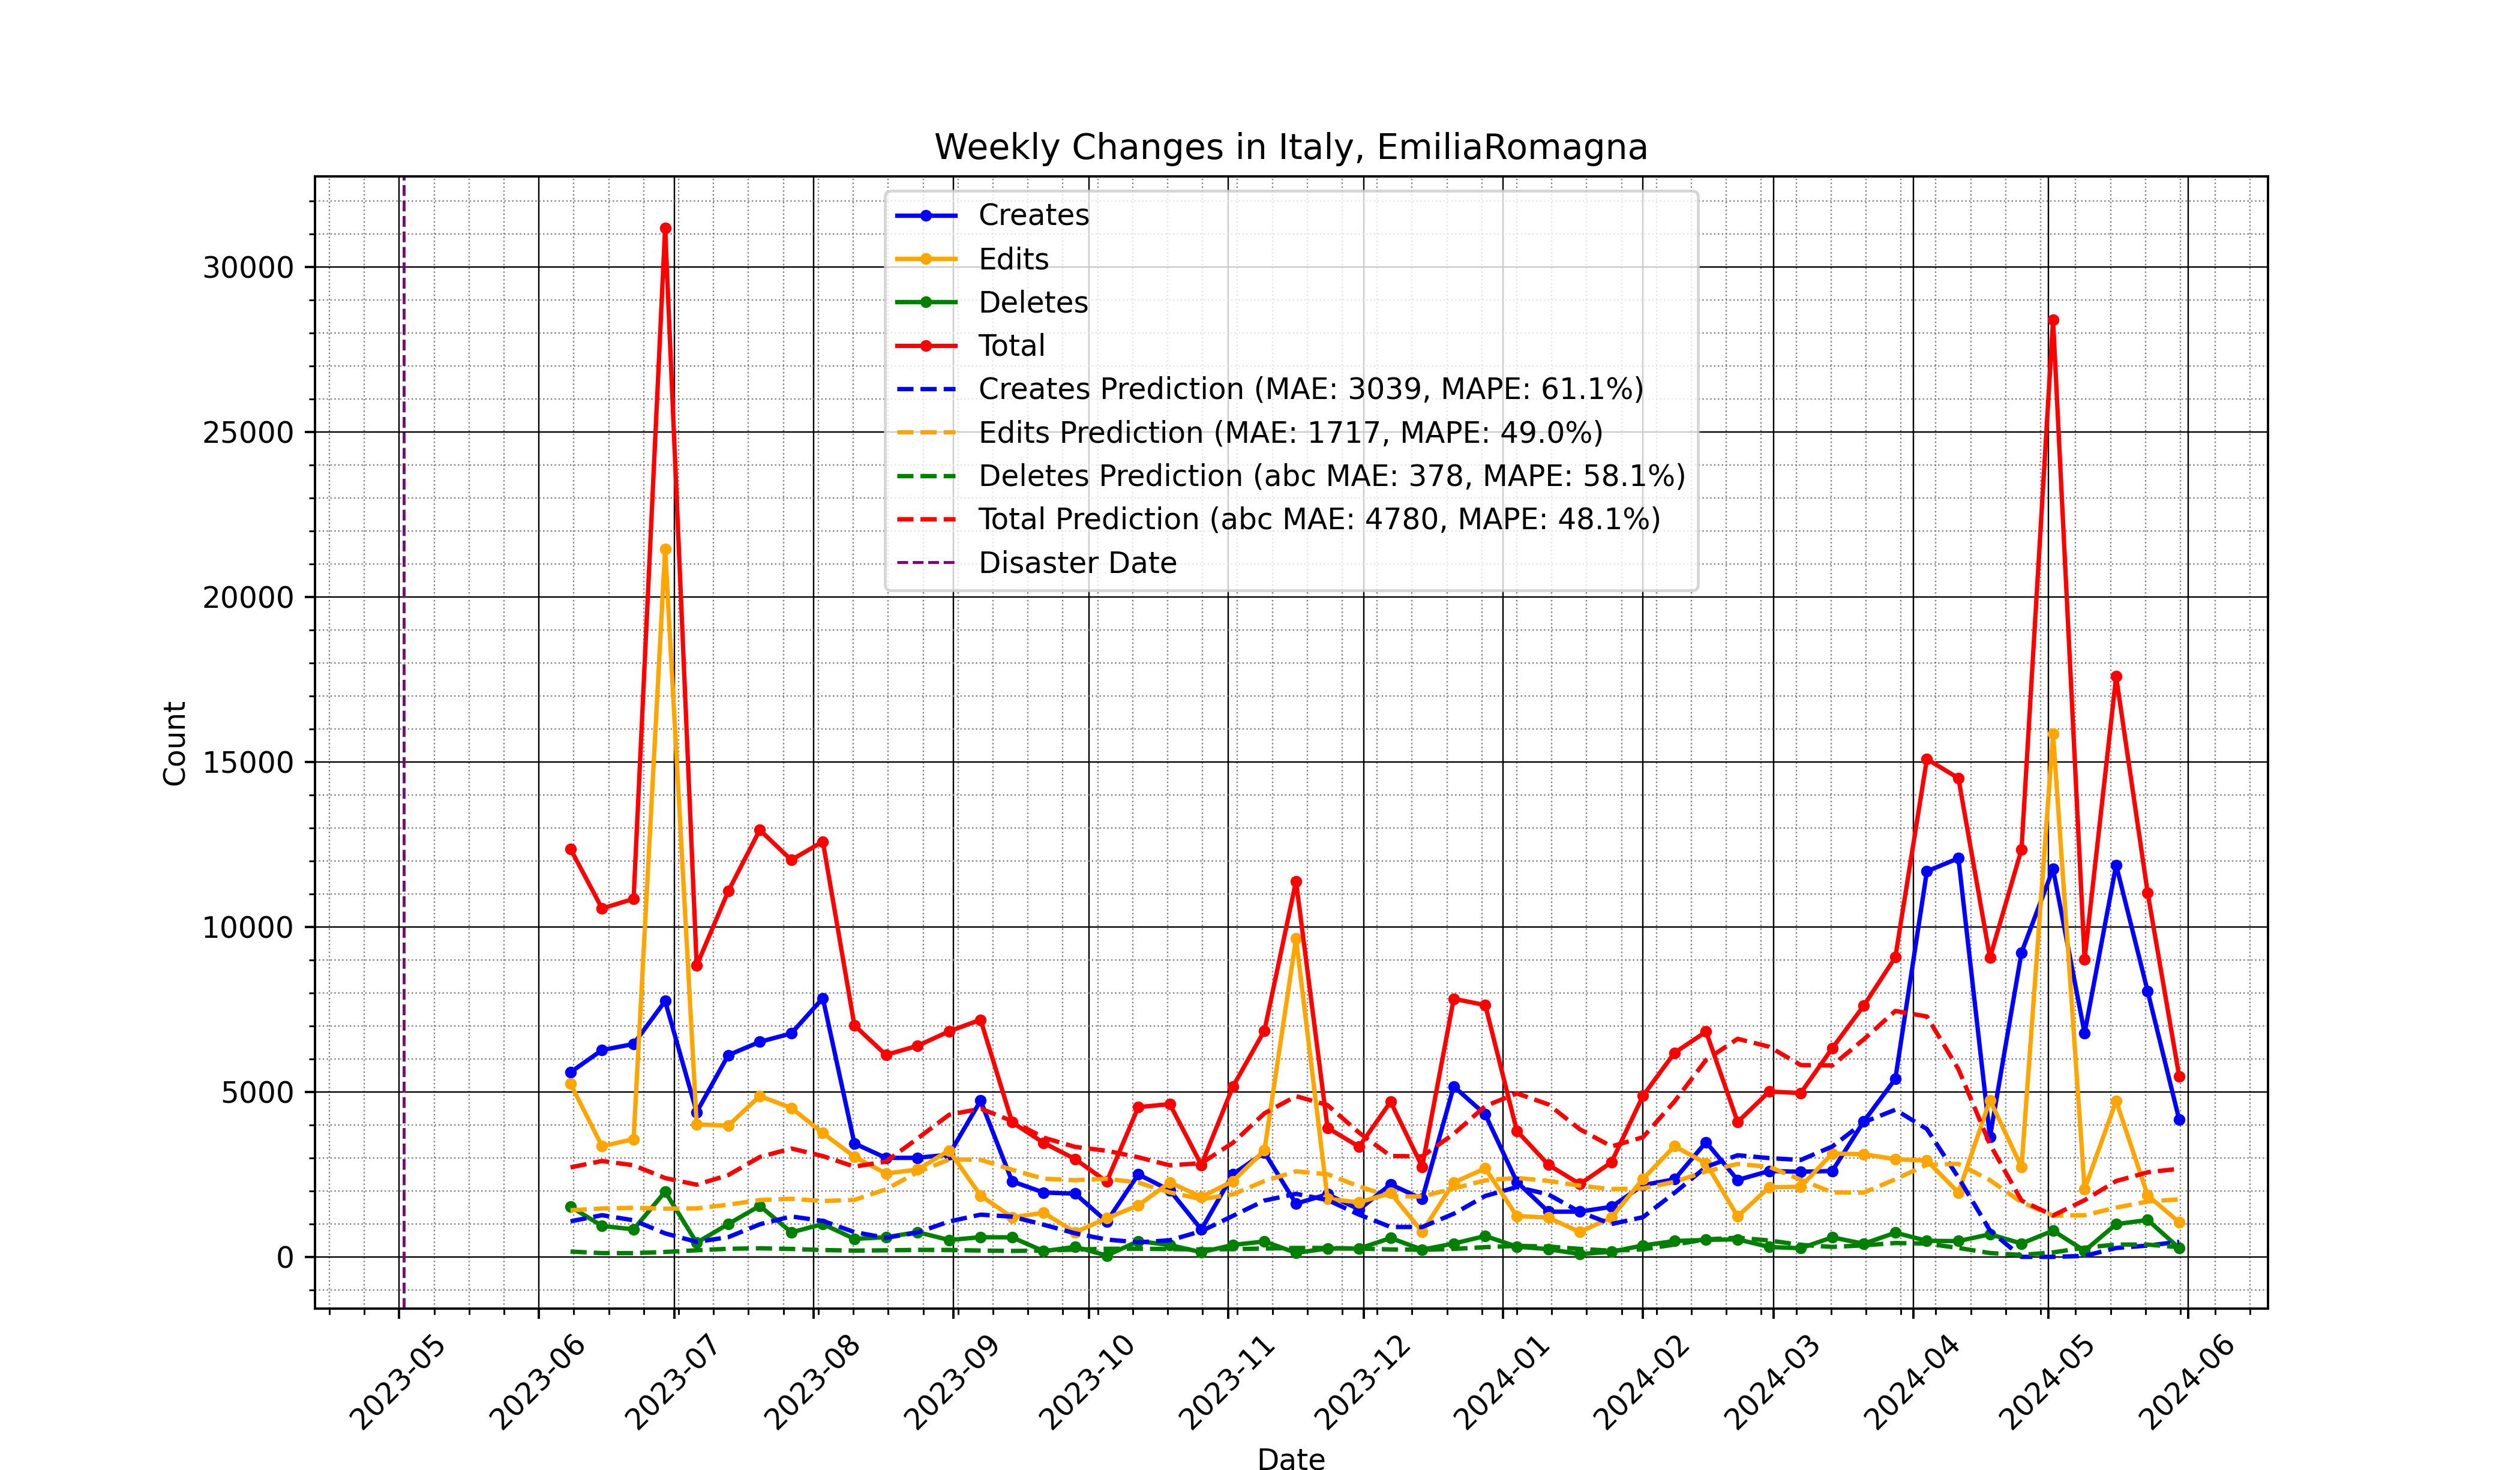 Weekly Changes in Italy, EmiliaRomagna
Creates
Edits
Deletes
Total
Creates Prediction (MAE: 3039, MAPE: 61.1%)
Edits Prediction (MAE: 1717, MAPE: 49.0%)
Deletes Prediction (abc MAE: 378, MAPE: 58.1%)
Total Prediction (abc MAE: 4780, MAPE: 48.1%)
Disaster Date
Count
30000
25000
20000
15000
10000
5000
0
2023-05
2023-06
2023-07
2023-08
2023-09
2023-10
2023-11
2023-12
2024-01
2024-02
2024-03
2024-04
2024-05
2024-06
Date